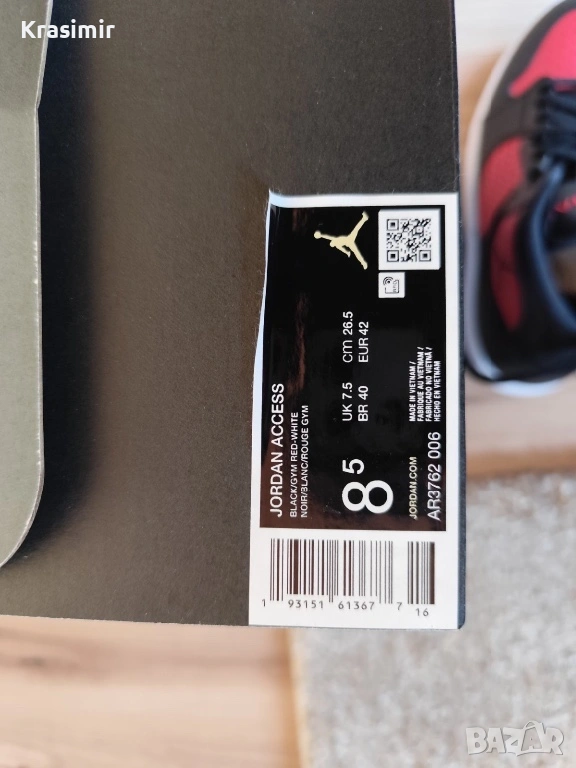 Krasimir
JORDAN ACCESS
BLACK/GYM RED-WHITE
NOIR/BLANC/ROUGE GYM
8.5
UK 7.5 cm 26.5
BR 40 EUR 42
MADE IN VIETNAM /
FABRIQUÉ AU VIETNAM /
FABRICADO NO VIETNÃ /
HECHO EN VIETNAM
JORDAN.COM
AR3762 006
1 93151 61367 7 16
BAZAR